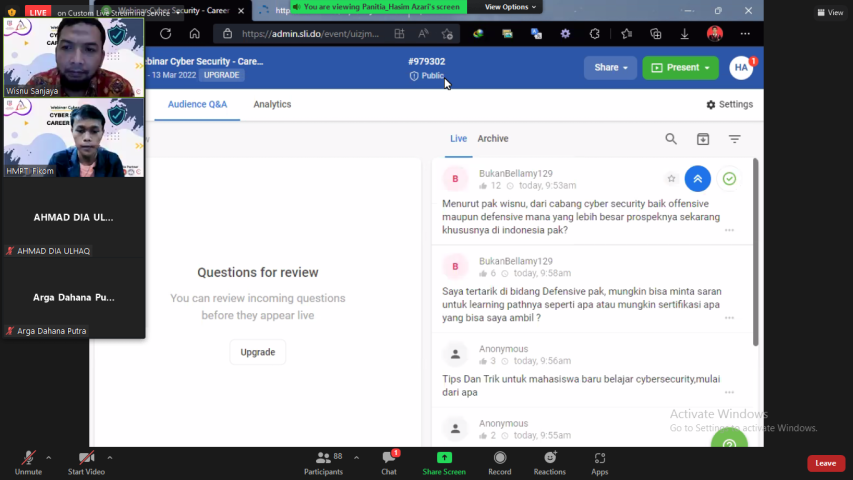 LIVE
on Custom Live Streaming Service
You are viewing Panitia_Hasim Azari's screen
View Options
View
Webinar Cyber Security - Career
https://admin.sli.do/event/uizjm...
Wisnu Sanjaya
HMPTI Fikom
AHMAD DIA UL...
AHMAD DIA ULHAQ
Arga Dahana Pu...
Arga Dahana Putra
binar Cyber Security - Care...
- 13 Mar 2022
UPGRADE
#979302
Public
Share
Present
HA
1
Audience Q&A
Analytics
Settings
Live
Archive
Questions for review
You can review incoming questions
before they appear live
Upgrade
B
BukanBellamy129
12 today, 9:53am
Menurut pak wisnu, dari cabang cyber security baik offensive
maupun defensive mana yang lebih besar prospeknya sekarang
khususnya di indonesia pak?
B
BukanBellamy129
6 today, 9:58am
Saya tertarik di bidang Defensive pak, mungkin bisa minta saran
untuk learning pathnya seperti apa atau mungkin sertifikasi apa
yang bisa saya ambil ?
Anonymous
3 today, 9:56am
Tips Dan Trik untuk mahasiswa baru belajar cybersecurity,mulai
dari apa
Anonymous
2 today, 9:55am
Activate Windows
Go to Settings to activate Windows.
Unmute
Start Video
88
Participants
1
Chat
Share Screen
Record
Reactions
Apps
Leave